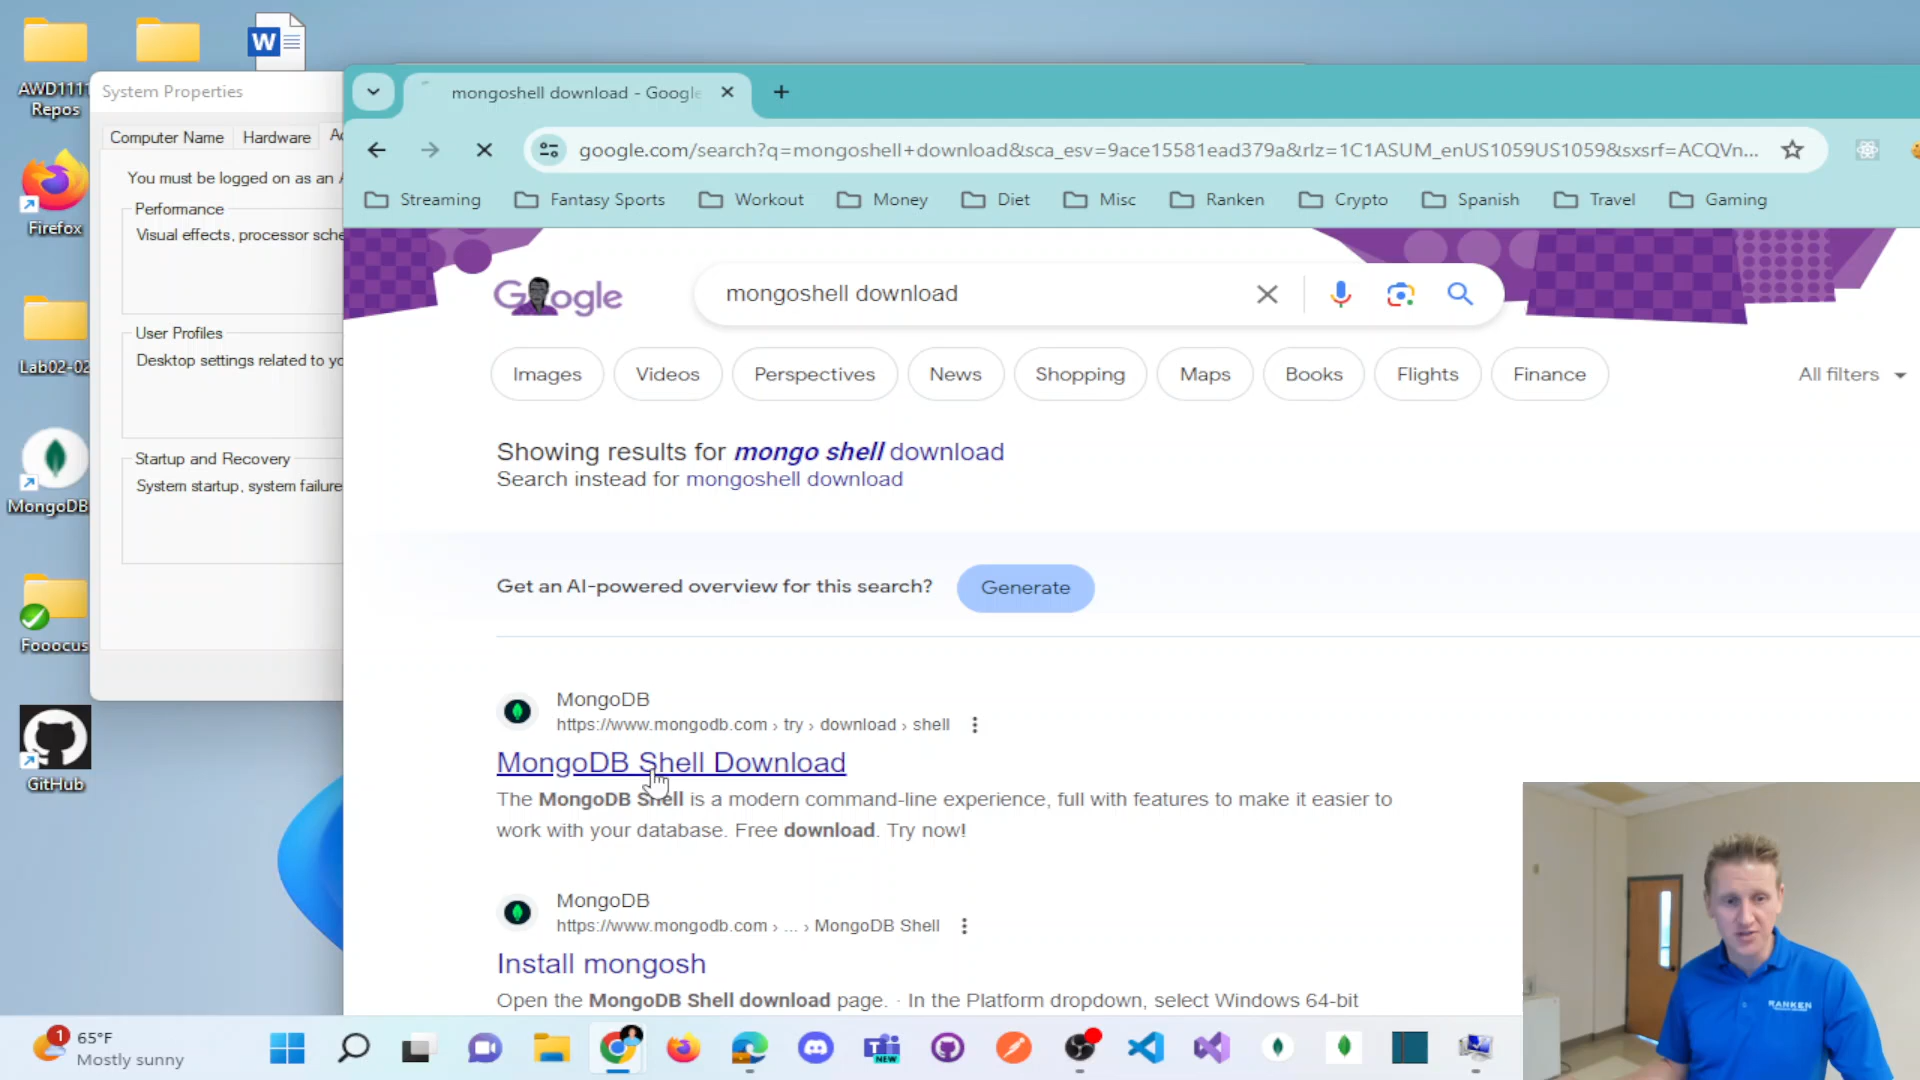 AWD1111
Repos
Firefox
Lab02-02
MongoDB
Fooocus
GitHub
System Properties
Computer Name
Hardware
You must be logged on as an
Performance
Visual effects, processor sche
User Profiles
Desktop settings related to yo
Startup and Recovery
System startup, system failure
mongoshell download - Google
google.com/search?q=mongoshell+download&sca_esv=9ace15581ead379a&rlz=1C1ASUM_enUS1059US1059&sxsrf=ACQVn...
Streaming
Fantasy Sports
Workout
Money
Diet
Misc
Ranken
Crypto
Spanish
Travel
Gaming
Google
mongoshell download
Images
Videos
Perspectives
News
Shopping
Maps
Books
Flights
Finance
All filters
Showing results for mongo shell download
Search instead for mongoshell download
Get an AI-powered overview for this search?
Generate
MongoDB
https://www.mongodb.com › try › download › shell
MongoDB Shell Download
The MongoDB Shell is a modern command-line experience, full with features to make it easier to
work with your database. Free download. Try now!
MongoDB
https://www.mongodb.com › ... › MongoDB Shell
Install mongosh
Open the MongoDB Shell download page. · In the Platform dropdown, select Windows 64-bit
RANKEN
1
65°F
Mostly sunny
NEW